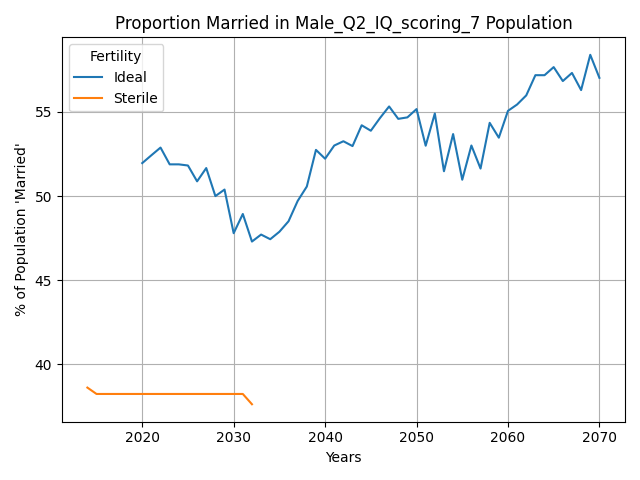 Proportion Married in Male_Q2_IQ_scoring_7 Population
Fertility
Ideal
Sterile
% of Population 'Married'
55
50
45
40
2020 2030 2040 2050 2060 2070
Years